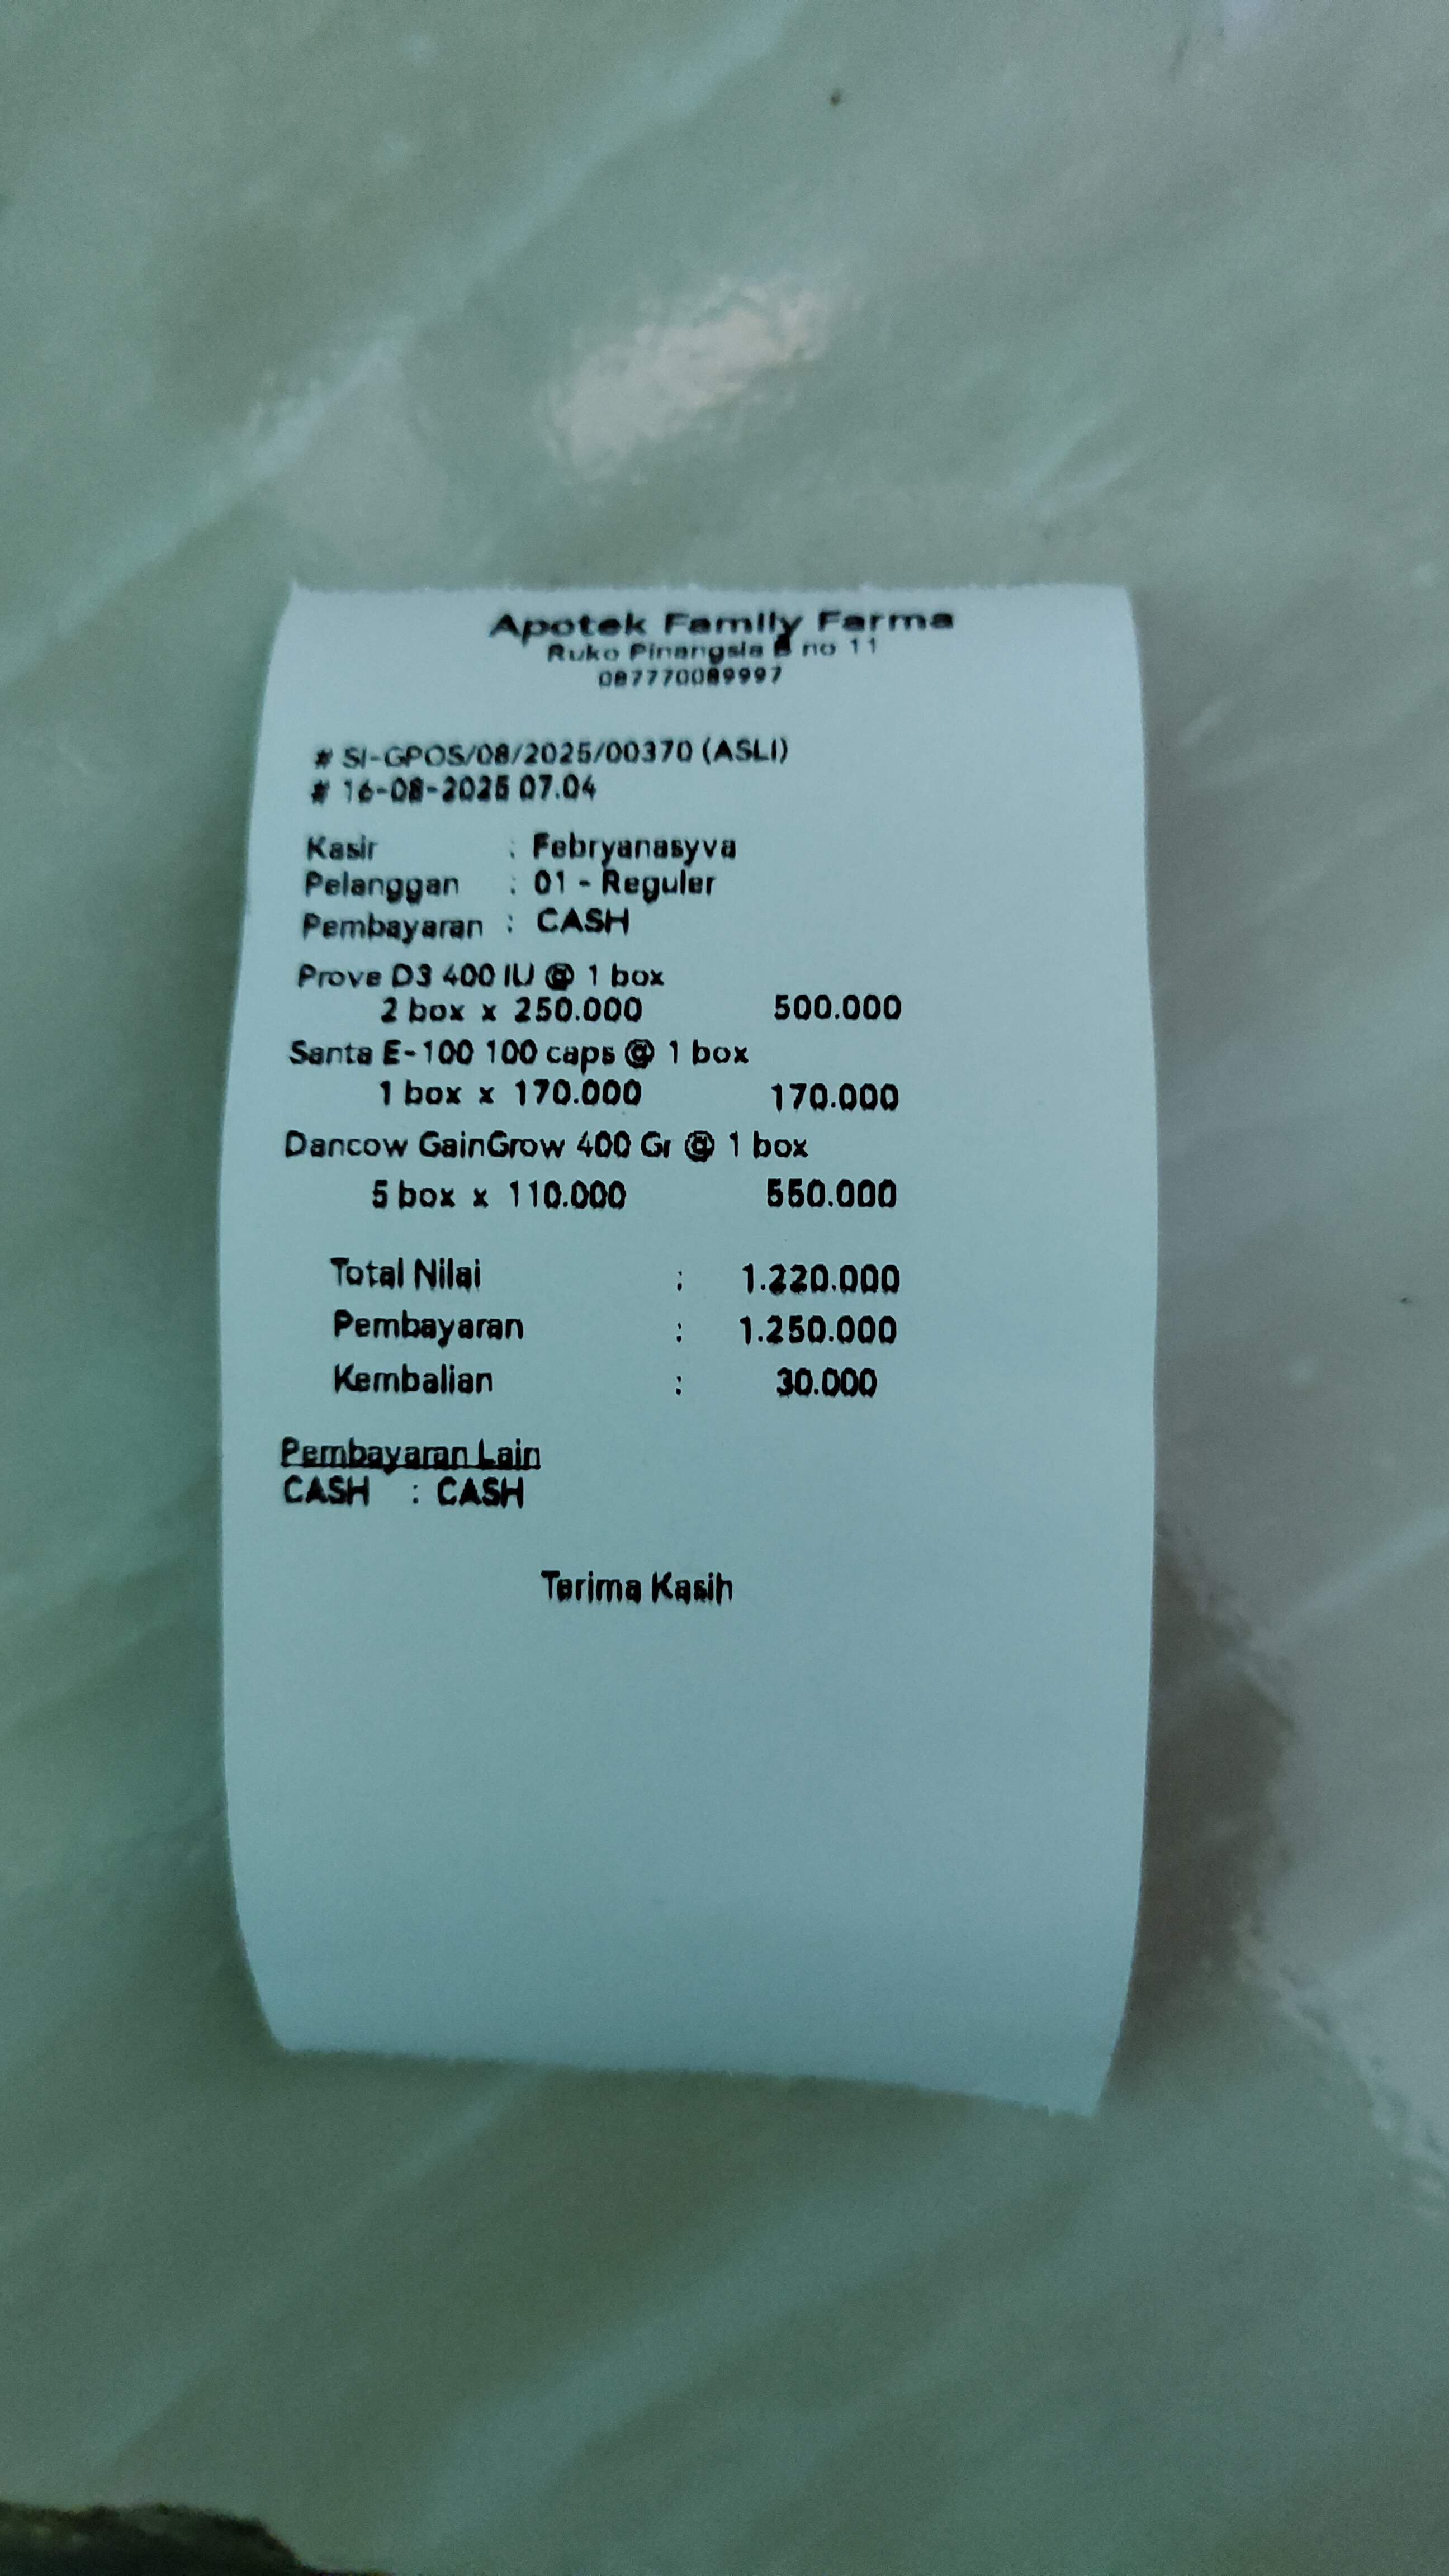 Apotek Family Farma
Ruko Pinangsia no 11
087770089997
# SI-GPOS/08/2025/00370 (ASLI)
# 16-08-2025 07.04
Kasir : Febryanasyva
Pelanggan : 01 - Reguler
Pembayaran : CASH
Prove D3 400 IU @ 1 box
2 box x 250.000 500.000
Santa E-100 100 caps @ 1 box
1 box x 170.000 170.000
Dancow GainGrow 400 Gr @ 1 box
5 box x 110.000 550.000
Total Nilai : 1.220.000
Pembayaran : 1.250.000
Kembalian : 30.000
Pembayaran Lain
CASH : CASH
Terima Kasih